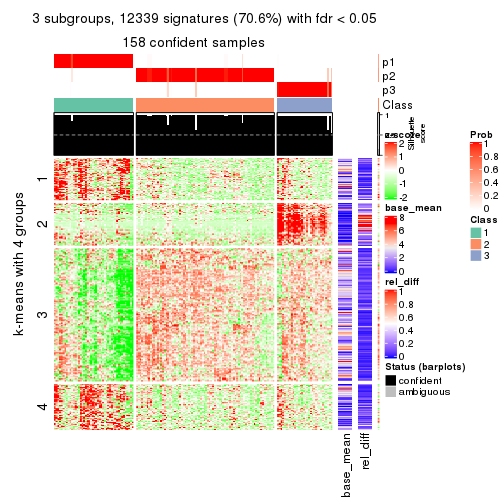 3 subgroups, 12339 signatures (70.6%) with fdr < 0.05
158 confident samples
p1
p2
p3
Class
1
Silhouette
score
k-means with 4 groups
1
2
3
4
base_mean
rel_diff
z-score
2
1
0
-1
-2
base_mean
8
6
4
2
0
rel_diff
1
0.8
0.6
0.4
0.2
0
Status (barplots)
confident
ambiguous
Prob
1
0.8
0.6
0.4
0.2
0
Class
1
2
3